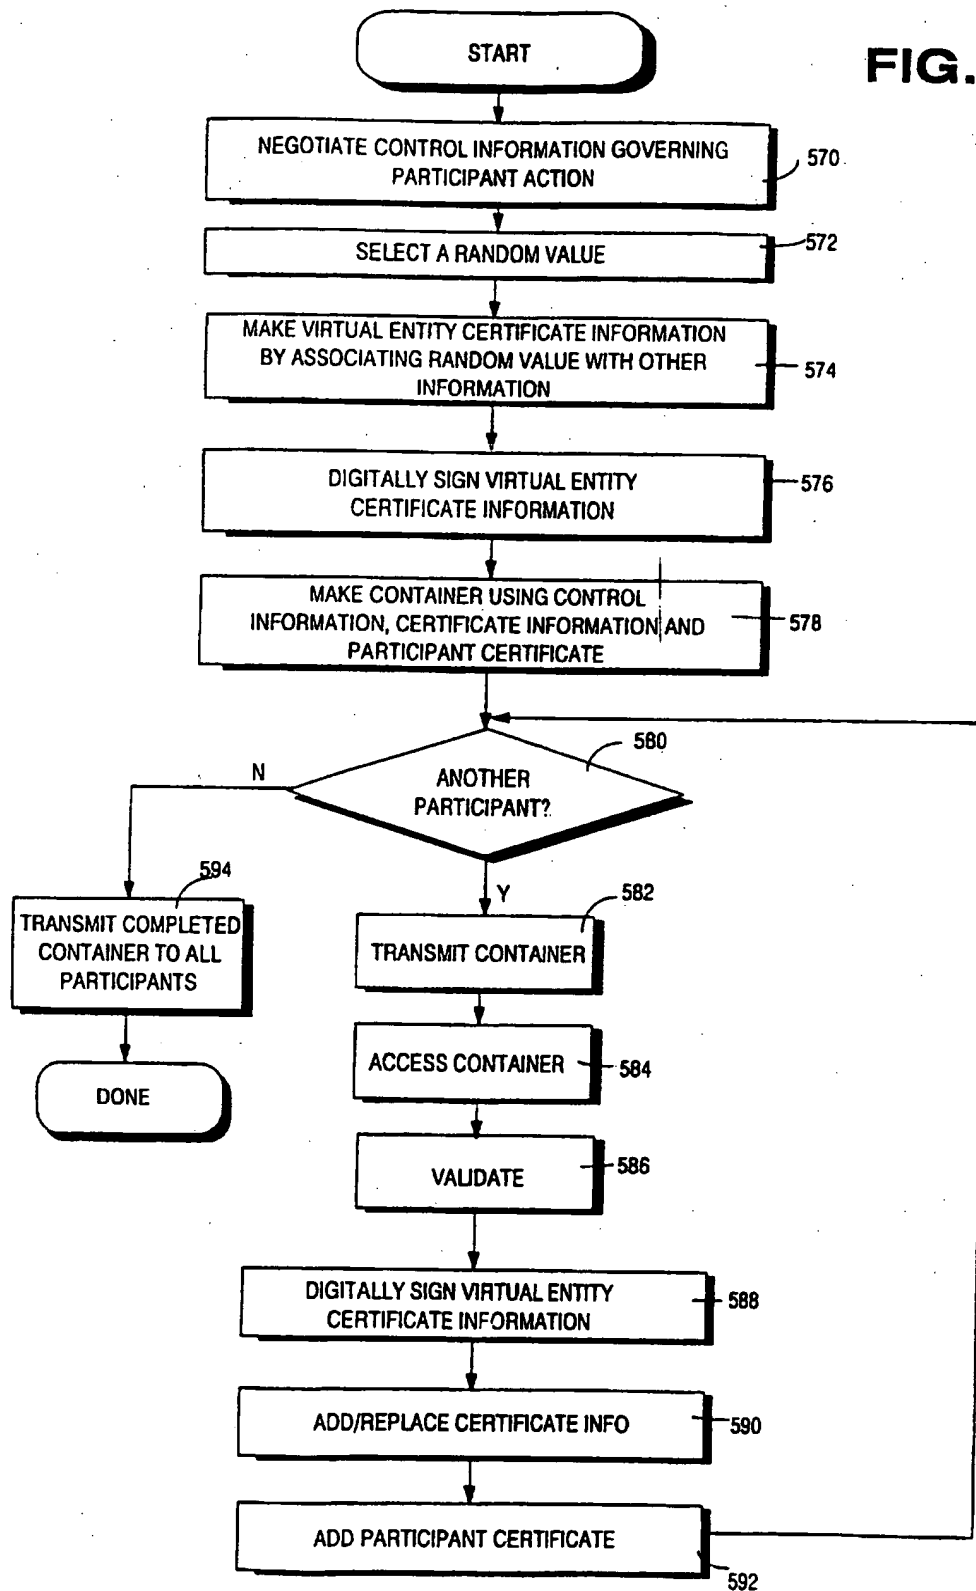 START
FIG.
NEGOTIATE CONTROL INFORMATION GOVERNING
PARTICIPANT ACTION
570
SELECT A RANDOM VALUE
572
MAKE VIRTUAL ENTITY CERTIFICATE INFORMATION
BY ASSOCIATING RANDOM VALUE WITH OTHER
INFORMATION
574
DIGITALLY SIGN VIRTUAL ENTITY
CERTIFICATE INFORMATION
576
MAKE CONTAINER USING CONTROL
INFORMATION, CERTIFICATE INFORMATION AND
PARTICIPANT CERTIFICATE
578
580
ANOTHER
PARTICIPANT?
N
Y
594
TRANSMIT COMPLETED
CONTAINER TO ALL
PARTICIPANTS
DONE
582
TRANSMIT CONTAINER
ACCESS CONTAINER
584
VALIDATE
586
DIGITALLY SIGN VIRTUAL ENTITY
CERTIFICATE INFORMATION
588
ADD/REPLACE CERTIFICATE INFO
590
ADD PARTICIPANT CERTIFICATE
592